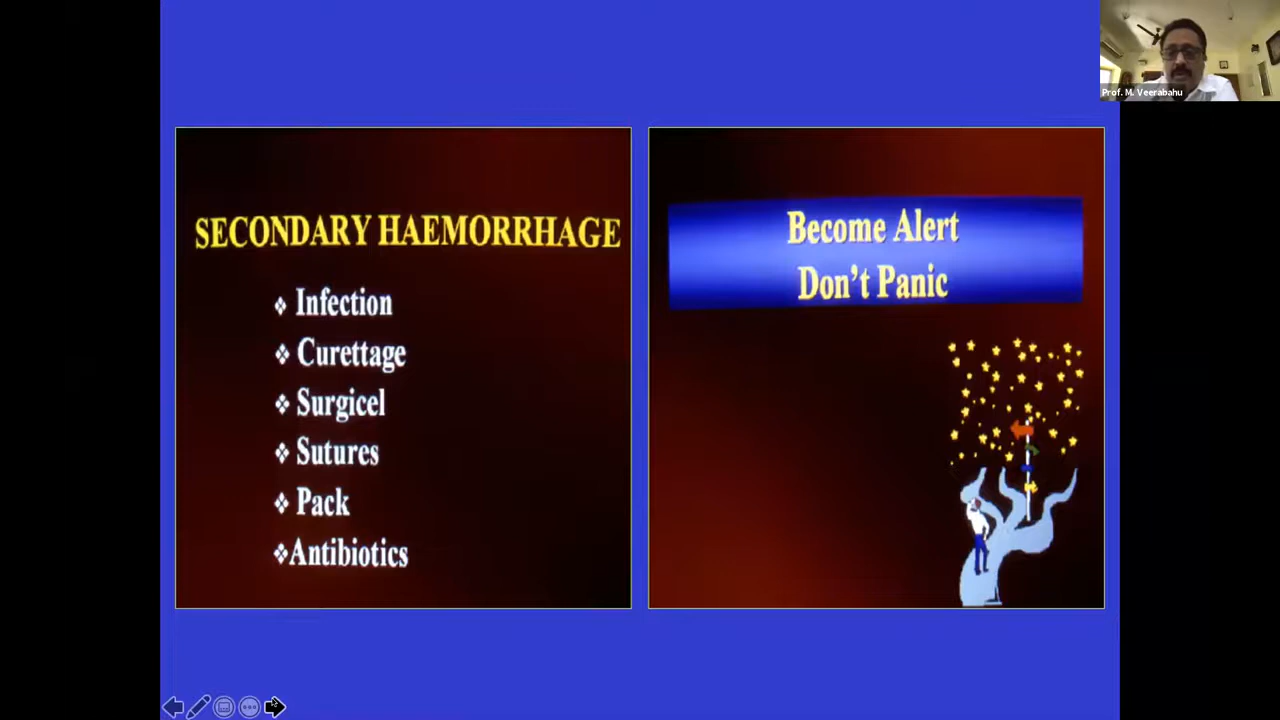 Prof. M. Veerabahu
SECONDARY HAEMORRHAGE
❖ Infection
❖ Curettage
❖ Surgicel
❖ Sutures
❖ Pack
❖Antibiotics
Become Alert
Don't Panic